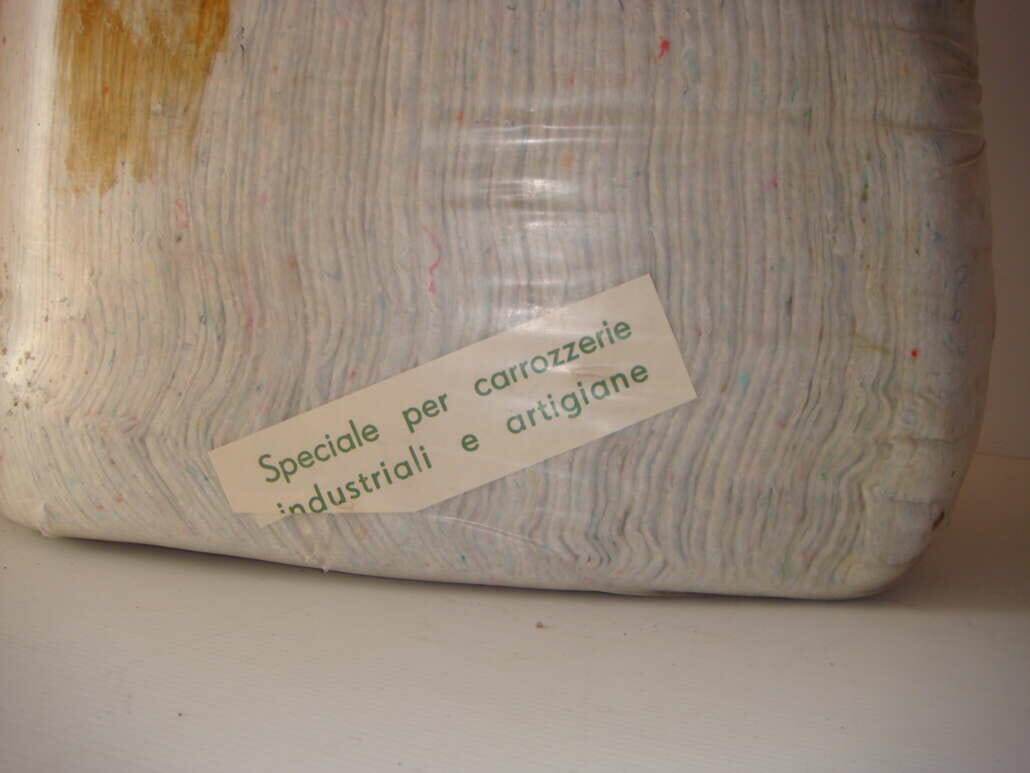 Speciale per carrozzerie
industriali e artigiane